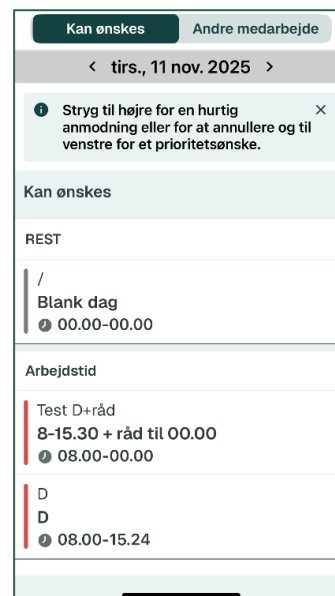 Kan ønskes Andre medarbejde
< tirs., 11 nov. 2025 >
Stryg til højre for en hurtig
anmodning eller for at annullere og til
venstre for et prioritetsønske.
Kan ønskes
REST
/
Blank dag
00.00-00.00
Arbejdstid
Test D+råd
8-15.30 + råd til 00.00
08.00-00.00
D
D
08.00-15.24